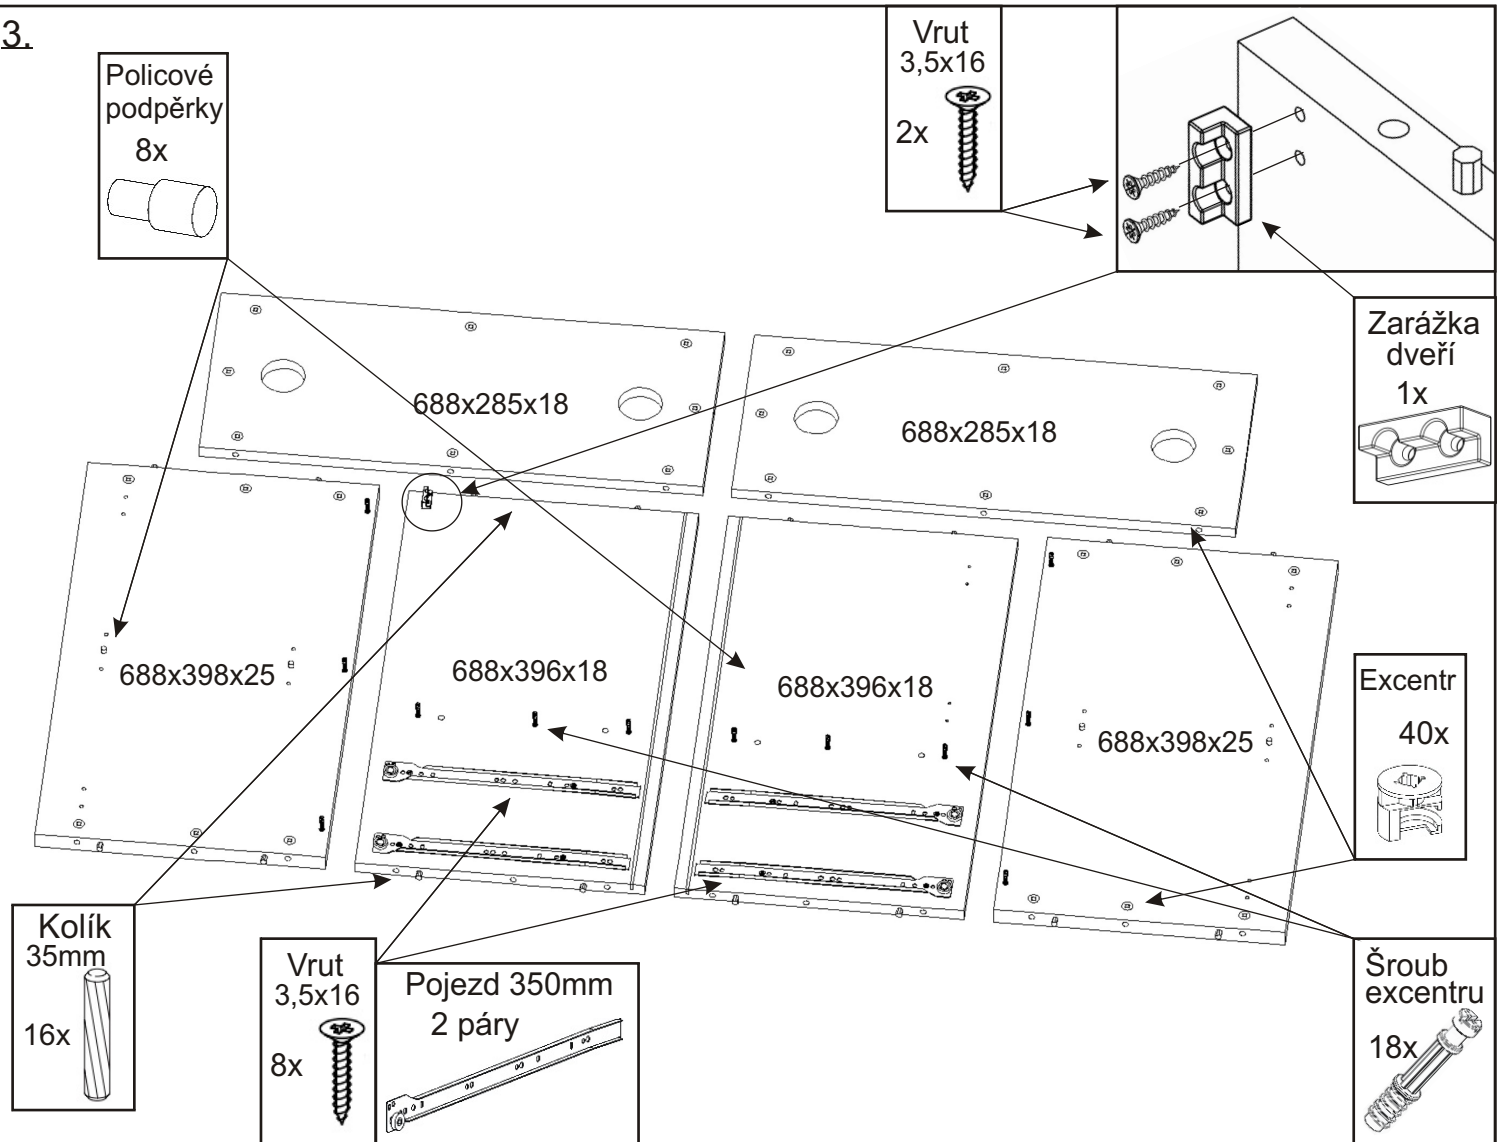 3.
Policové
podpěrky
8x
Vrut
3,5x16
2x
Zarážka
dveří
1x
688x285x18
688x285x18
688x398x25
688x396x18
688x396x18
688x398x25
Excentr
40x
Kolík
35mm
16x
Vrut
3,5x16
8x
Pojezd 350mm
2 páry
Šroub
excentru
18x